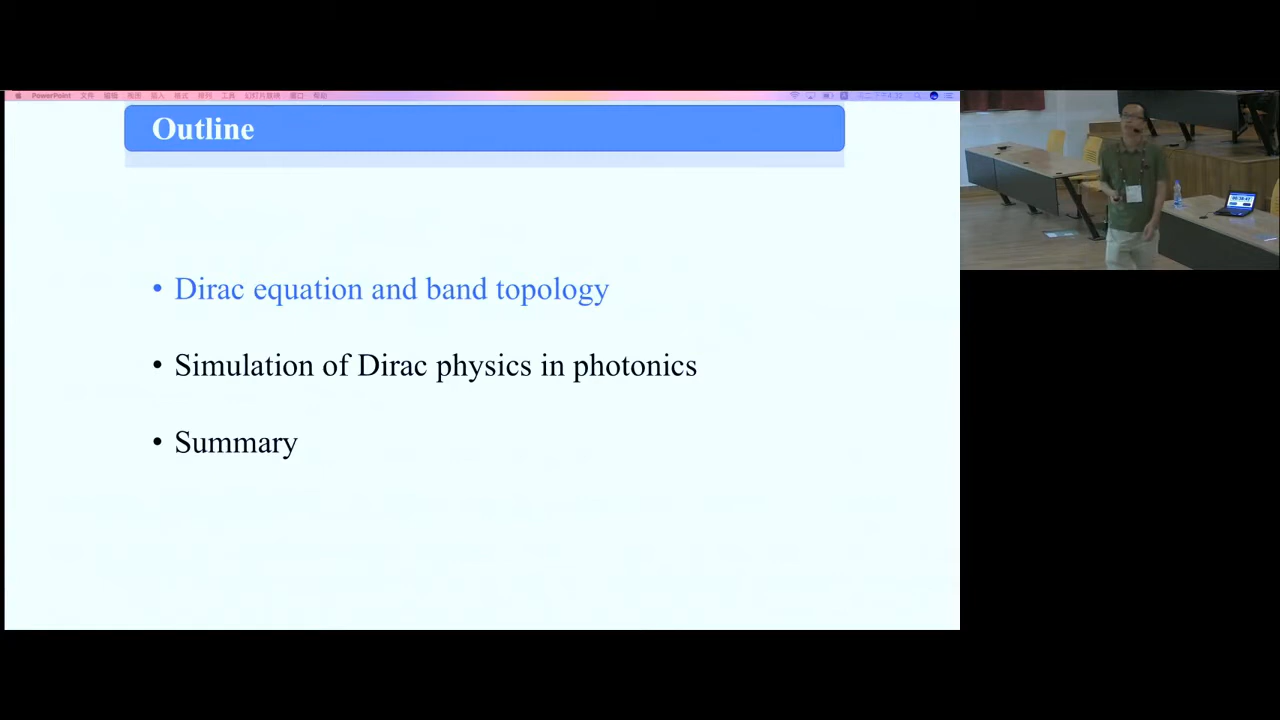 PowerPoint 文件 编辑 视图 插入 格式 排列 工具 幻灯片放映 窗口 帮助
Outline
• Dirac equation and band topology
• Simulation of Dirac physics in photonics
• Summary